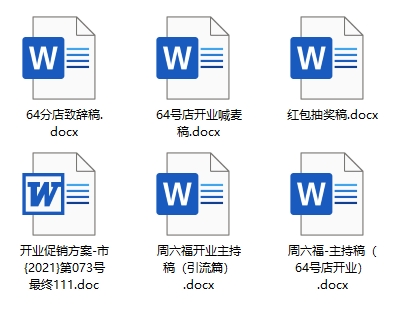 W W W
64分店致辞稿.
docx
64号店开业喊麦
稿.docx
红包抽奖稿.docx
W W W
开业促销方案-市
{2021}第073号
最终111.doc
周六福开业主持
稿（引流篇）
.docx
周六福-主持稿（
64号店开业）
.docx